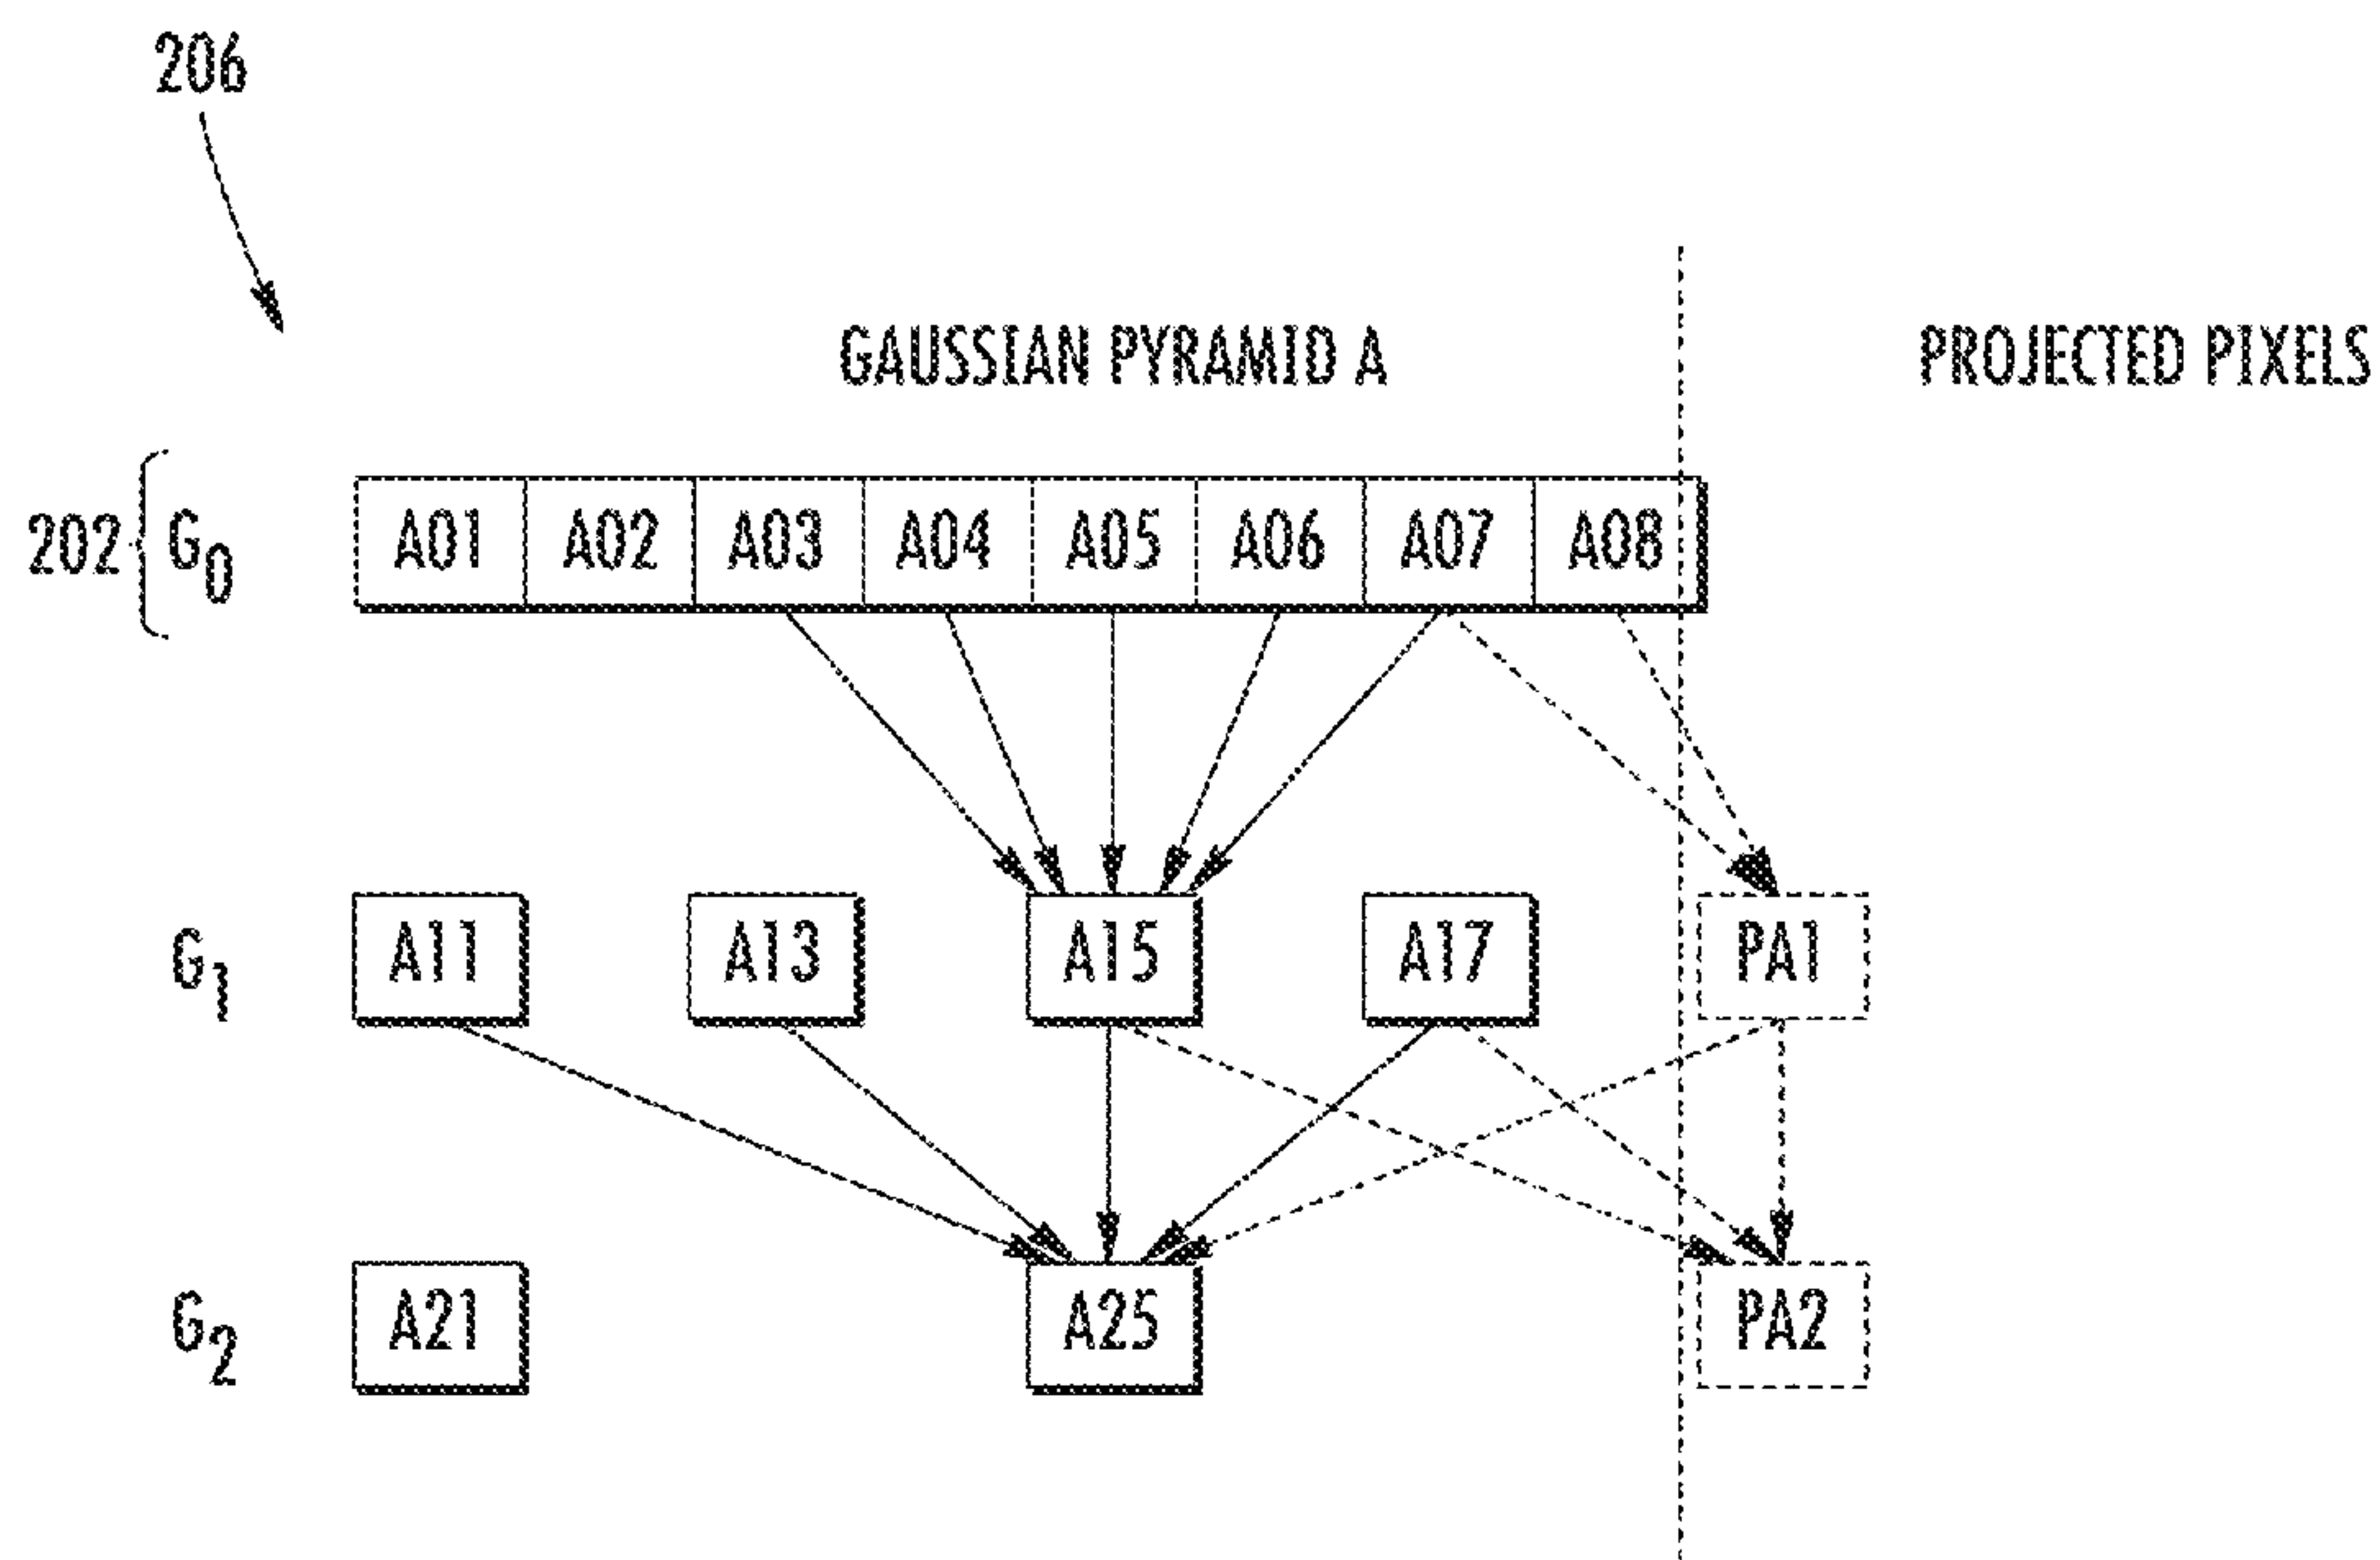 206
GAUSSIAN PYRAMID A
PROJECTED PIXELS
202 G0 A01 A02 A03 A04 A05 A06 A07 A08
G1 A11 A13 A15 A17 PA1
G2 A21 A25 PA2